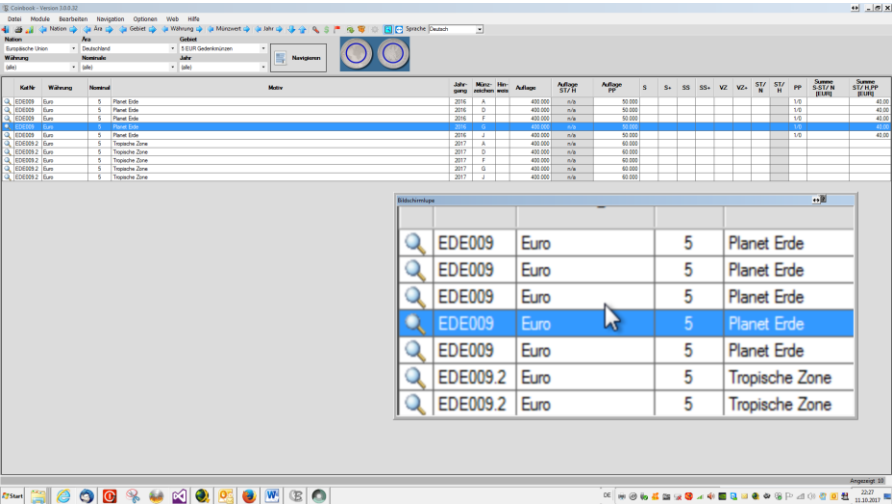 Coinbook - Version 3.0.0.32
Datei Module Bearbeiten Navigation Optionen Web Hilfe
Nation Ära Gebiet Währung Münzwert Jahr Sprache Deutsch
Nation Ära Gebiet
Europäische Union Deutschland 5 EUR Gedenkmünzen
Währung Nominale Jahr
(alle) (alle) (alle) Navigieren
Kat Nr Währung Nominal Motiv Jahr-gang Münz-zeichen Hin-weis Auflage Auflage ST/ H Auflage PP S S+ SS SS+ VZ VZ+ ST/ N ST/ H PP Summe S-ST/ N [EUR] Summe ST/ H,PP [EUR]
EDE009 Euro 5 Planet Erde 2016 A 400.000 n/a 50.000 1/0 40,00
EDE009 Euro 5 Planet Erde 2016 D 400.000 n/a 50.000 1/0 40,00
EDE009 Euro 5 Planet Erde 2016 F 400.000 n/a 50.000 1/0 40,00
EDE009 Euro 5 Planet Erde 2016 G 400.000 n/a 50.000 1/0 40,00
EDE009 Euro 5 Planet Erde 2016 J 400.000 n/a 50.000 1/0 40,00
EDE009.2 Euro 5 Tropische Zone 2017 A 400.000 n/a 60.000
EDE009.2 Euro 5 Tropische Zone 2017 D 400.000 n/a 60.000
EDE009.2 Euro 5 Tropische Zone 2017 F 400.000 n/a 60.000
EDE009.2 Euro 5 Tropische Zone 2017 G 400.000 n/a 60.000
EDE009.2 Euro 5 Tropische Zone 2017 J 400.000 n/a 60.000
Bildschirmlupe
EDE009 Euro 5 Planet Erde
EDE009 Euro 5 Planet Erde
EDE009 Euro 5 Planet Erde
EDE009 Euro 5 Planet Erde
EDE009 Euro 5 Planet Erde
EDE009.2 Euro 5 Tropische Zone
EDE009.2 Euro 5 Tropische Zone
Angezeigt: 10
Start DE 22:27
11.10.2017